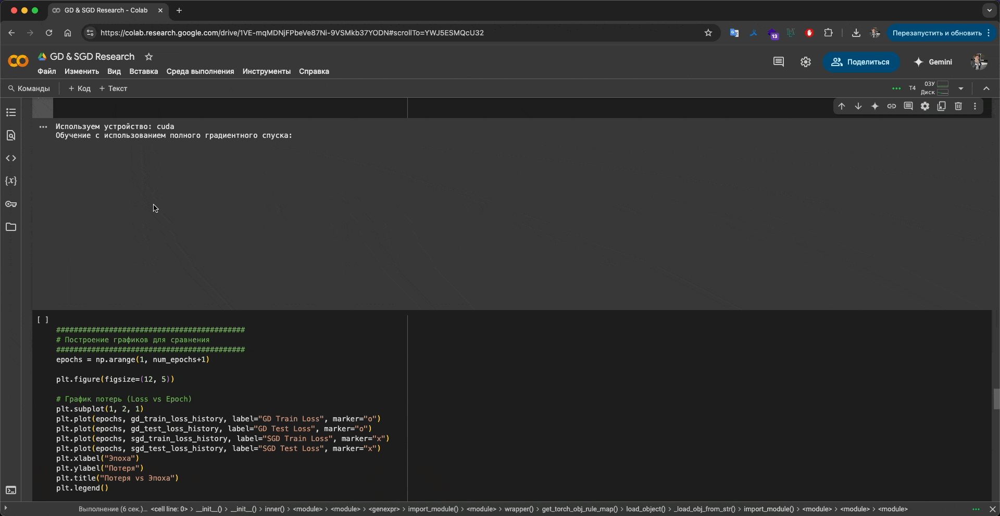 GD & SGD Research - Colab
https://colab.research.google.com/drive/1VE-mqMDNjFPbeVe87Ni-9VSMkb37YODN#scrollTo=YWJ5ESMQcU32
13
Перезапустить и обновить
GD & SGD Research
Файл Изменить Вид Вставка Среда выполнения Инструменты Справка
Поделиться
Gemini
Команды + Код + Текст
T4
ОЗУ
Диск
Используем устройство: cuda
Обучение с использованием полного градиентного спуска:
[ ]
###########################################
# Построение графиков для сравнения
###########################################
epochs = np.arange(1, num_epochs+1)
plt.figure(figsize=(12, 5))
# График потерь (Loss vs Epoch)
plt.subplot(1, 2, 1)
plt.plot(epochs, gd_train_loss_history, label="GD Train Loss", marker="o")
plt.plot(epochs, gd_test_loss_history, label="GD Test Loss", marker="o")
plt.plot(epochs, sgd_train_loss_history, label="SGD Train Loss", marker="x")
plt.plot(epochs, sgd_test_loss_history, label="SGD Test Loss", marker="x")
plt.xlabel("Эпоха")
plt.ylabel("Потеря")
plt.title("Потеря vs Эпоха")
plt.legend()
Выполнение (6 сек.)... <cell line: 0> > __init__() > __init__() > inner() > <module> > <module> > <genexpr> > import_module() > <module> > wrapper() > get_torch_obj_rule_map() > load_object() > _load_obj_from_str() > import_module() > <module> > <module> > <module>